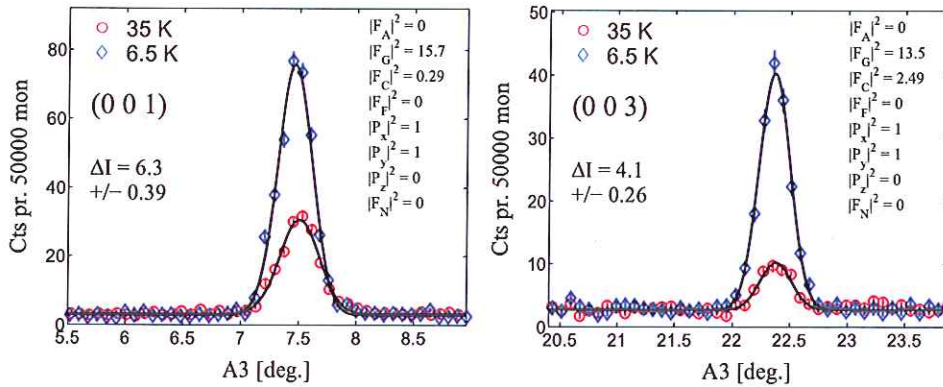 80
60
40
20
0
Cts pr. 50000 mon
35 K
6.5 K
(0 0 1)
ΔI = 6.3
+/− 0.39
|F_A|^2 = 0
|F_G|^2 = 15.7
|F_C|^2 = 0.29
|F_F|^2 = 0
|P_x|^2 = 1
|P_y|^2 = 1
|P_z|^2 = 0
|F_N|^2 = 0
5.5 6 6.5 7 7.5 8 8.5
A3 [deg.]
50
40
30
20
10
0
Cts pr. 50000 mon
35 K
6.5 K
(0 0 3)
ΔI = 4.1
+/− 0.26
|F_A|^2 = 0
|F_G|^2 = 13.5
|F_C|^2 = 2.49
|F_F|^2 = 0
|P_x|^2 = 1
|P_y|^2 = 1
|P_z|^2 = 0
|F_N|^2 = 0
20.5 21 21.5 22 22.5 23 23.5
A3 [deg.]